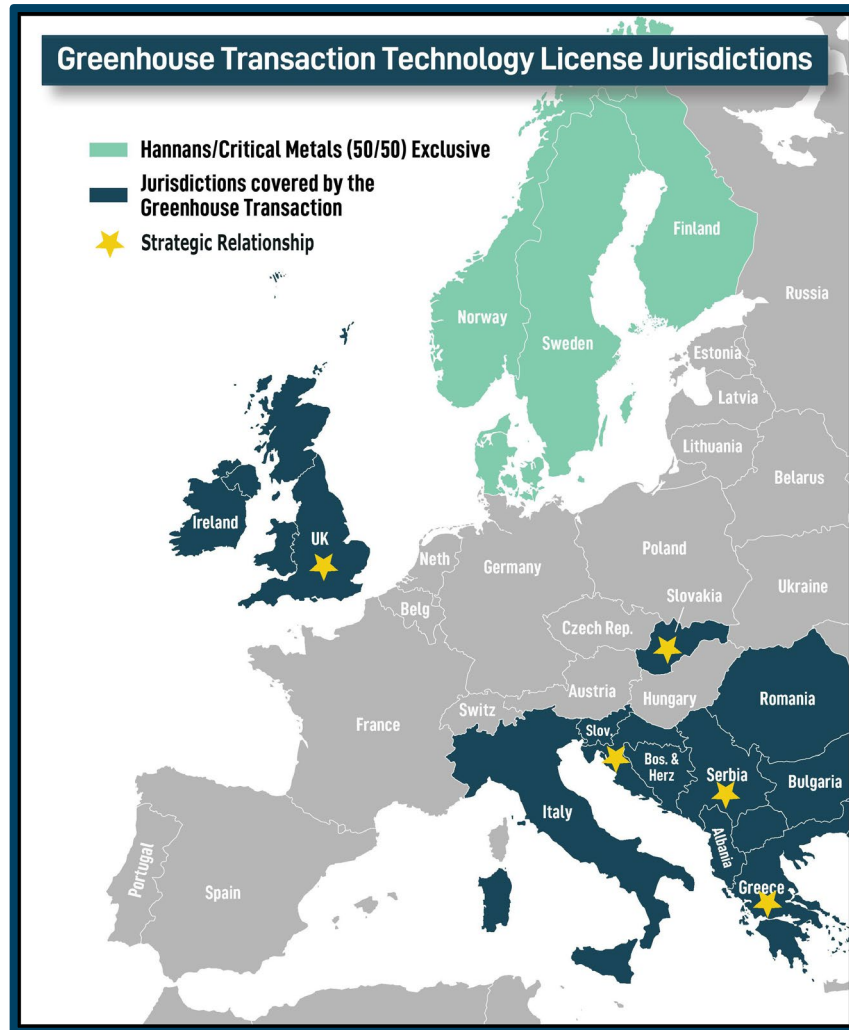 Greenhouse Transaction Technology License Jurisdictions
Hannans/Critical Metals (50/50) Exclusive
Jurisdictions covered by the
Greenhouse Transaction
Strategic Relationship
Finland
Norway
Sweden
Russia
Estonia
Latvia
Lithuania
Belarus
Ireland
UK
Neth
Germany
Poland
Belg
Slovakia
Ukraine
Czech Rep.
Austria
Hungary
Switz
France
Romania
Slov.
Bos. &
Herz
Serbia
Bulgaria
Italy
Albania
Portugal
Spain
Greece